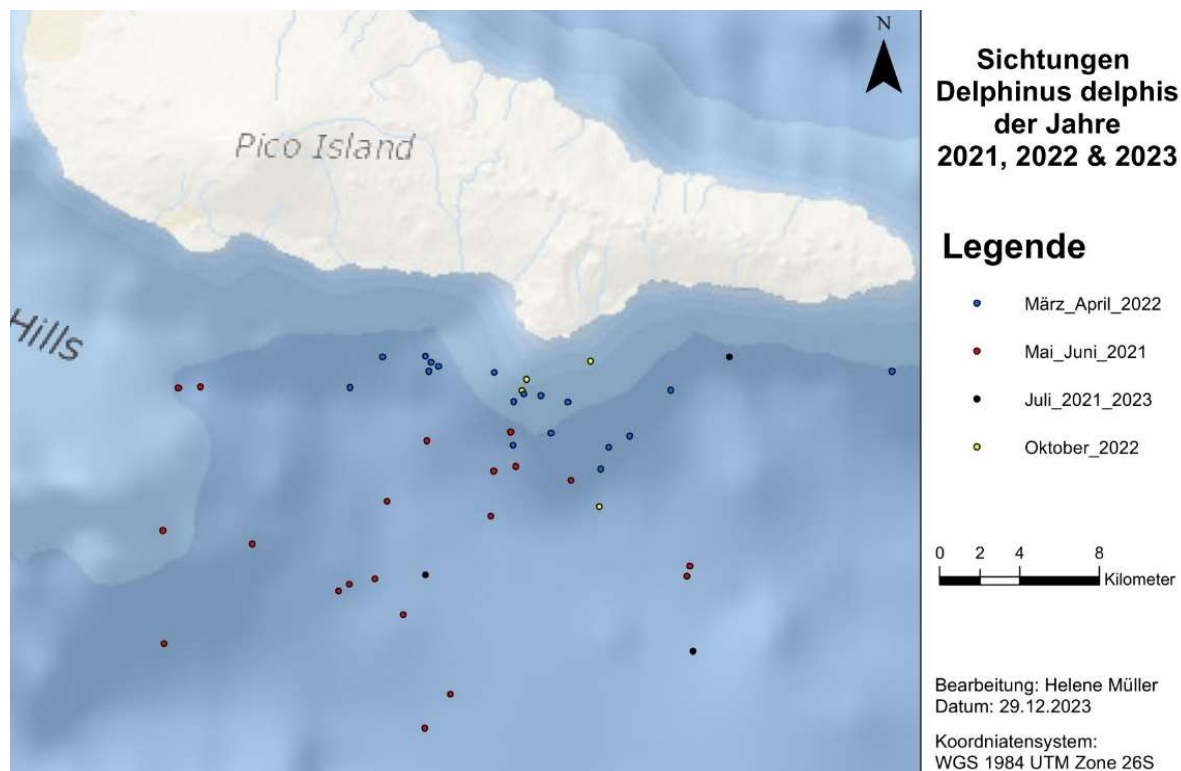 N
Pico Island
Hills
Sichtungen
Delphinus delphis
der Jahre
2021, 2022 & 2023
Legende
März_April_2022
Mai_Juni_2021
Juli_2021_2023
Oktober_2022
0 2 4 8
Kilometer
Bearbeitung: Helene Müller
Datum: 29.12.2023
Koordniatensystem:
WGS 1984 UTM Zone 26S